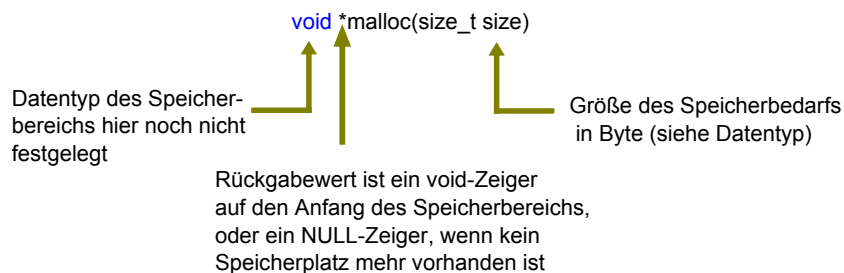 void *malloc(size_t size)
Datentyp des Speicher-
bereichs hier noch nicht
festgelegt
Größe des Speicherbedarfs
in Byte (siehe Datentyp)
Rückgabewert ist ein void-Zeiger
auf den Anfang des Speicherbereichs,
oder ein NULL-Zeiger, wenn kein
Speicherplatz mehr vorhanden ist